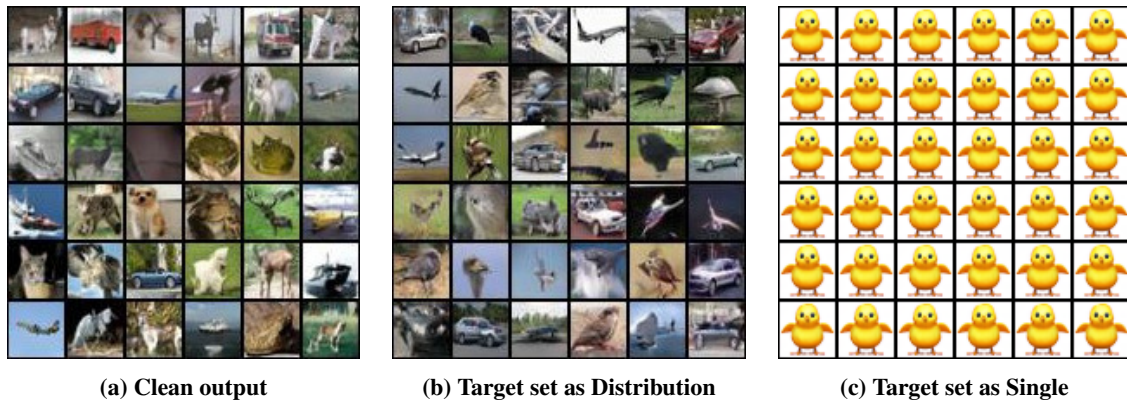 (a) Clean output
(b) Target set as Distribution
(c) Target set as Single